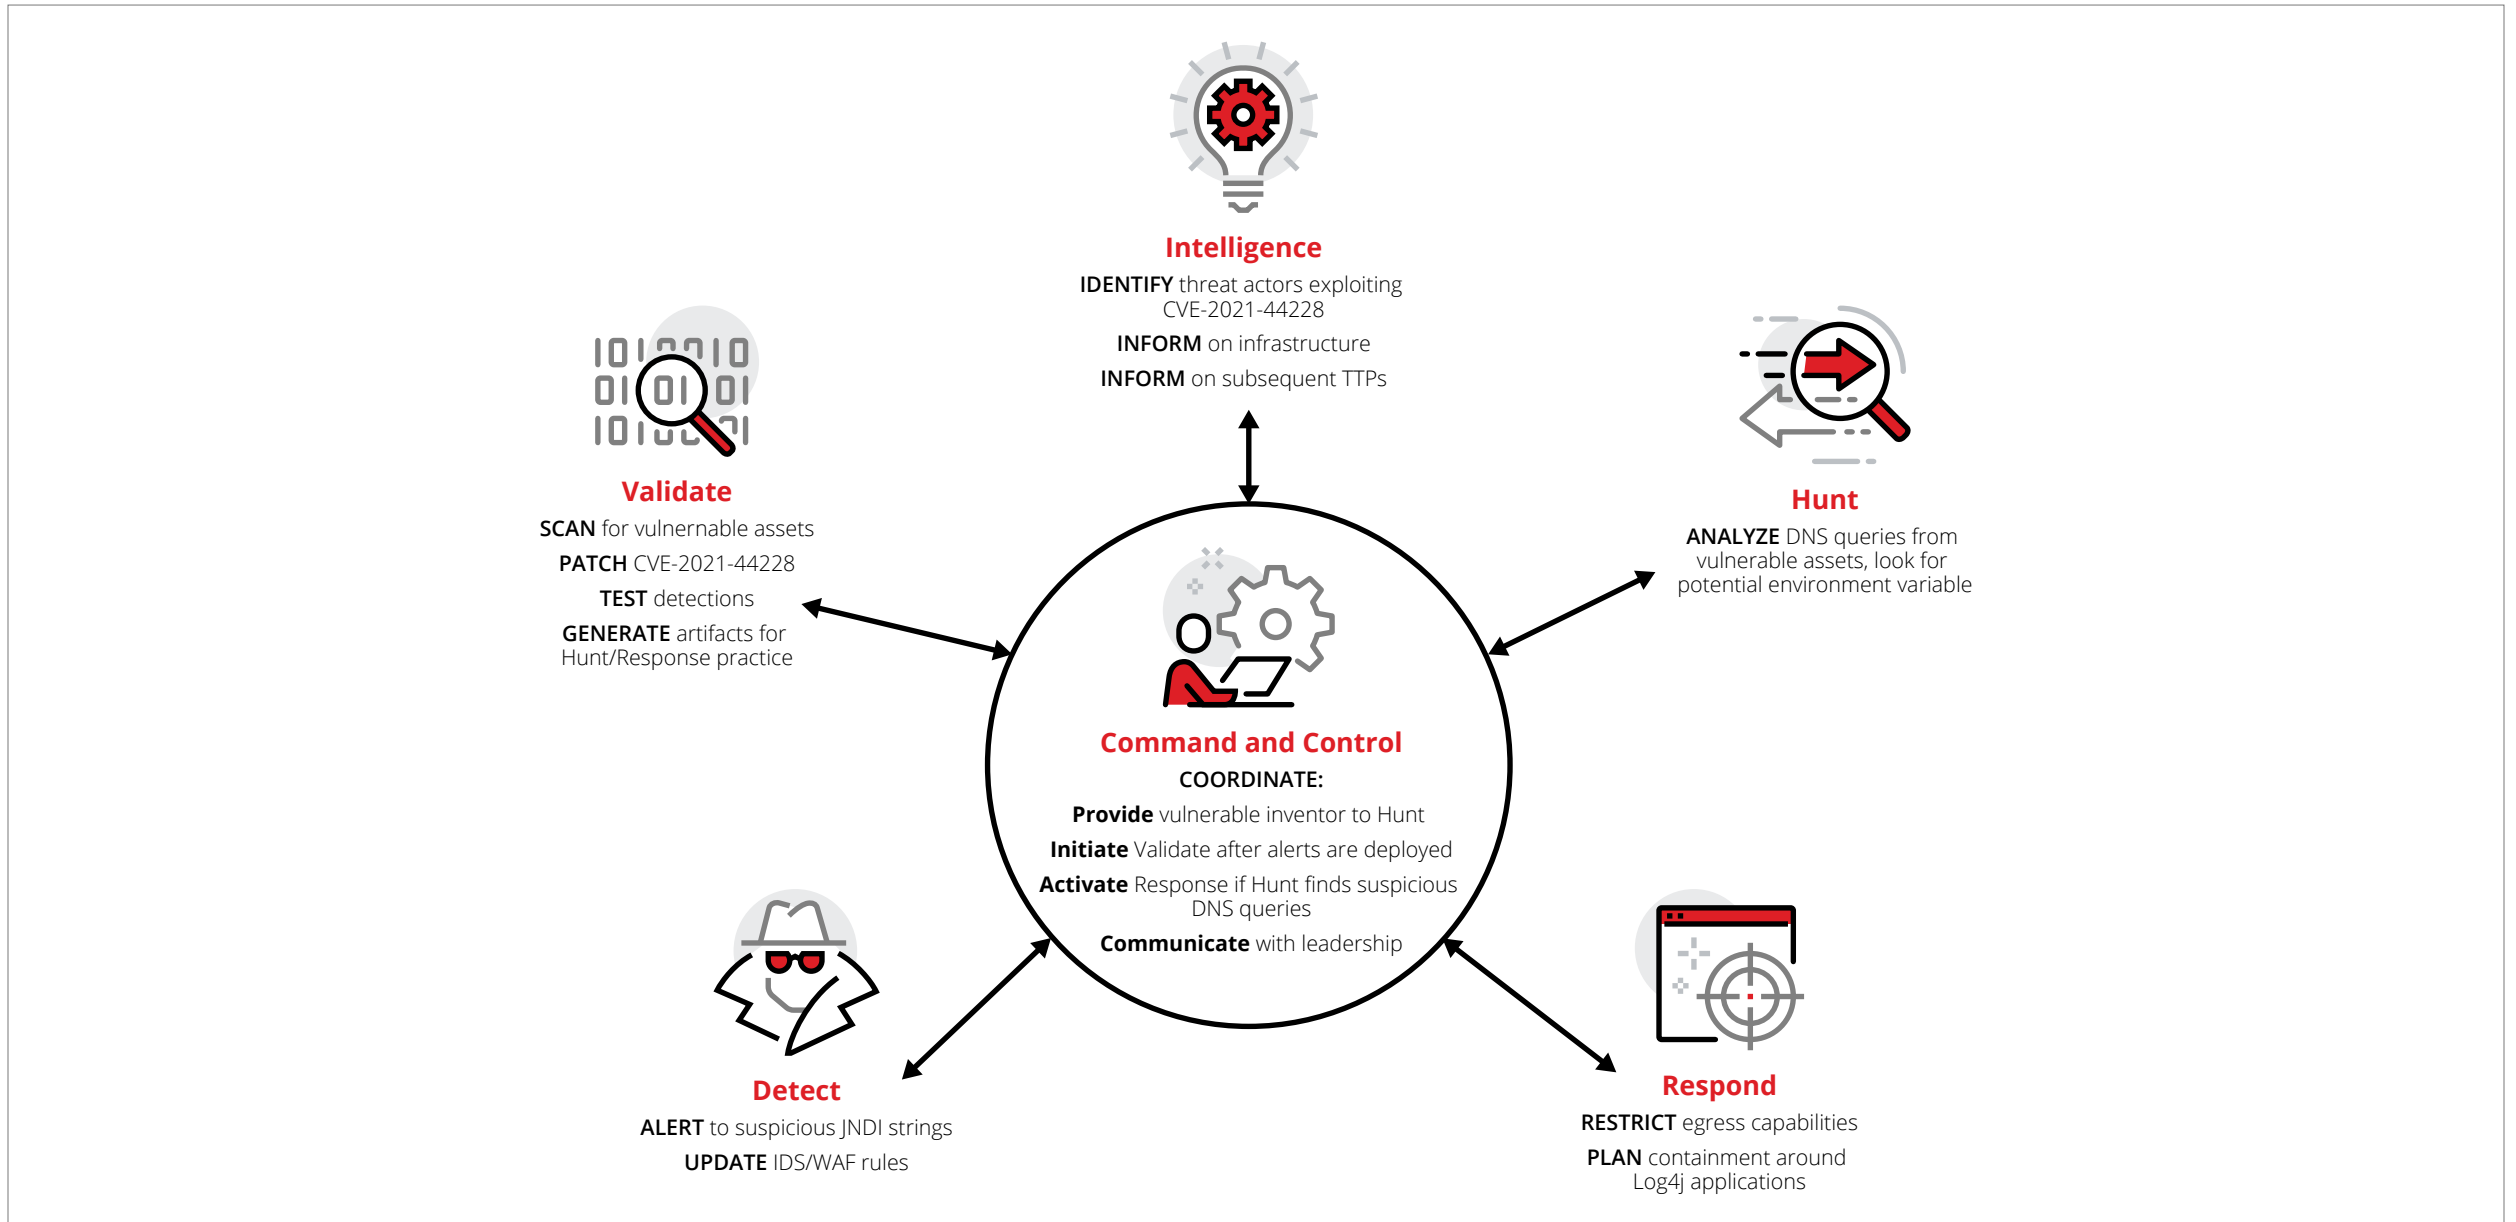 Intelligence
IDENTIFY threat actors exploiting
CVE-2021-44228
INFORM on infrastructure
INFORM on subsequent TTPs
Validate
SCAN for vulnernable assets
PATCH CVE-2021-44228
TEST detections
GENERATE artifacts for
Hunt/Response practice
Hunt
ANALYZE DNS queries from
vulnerable assets, look for
potential environment variable
Command and Control
COORDINATE:
Provide vulnerable inventor to Hunt
Initiate Validate after alerts are deployed
Activate Response if Hunt finds suspicious
DNS queries
Communicate with leadership
Detect
ALERT to suspicious JNDI strings
UPDATE IDS/WAF rules
Respond
RESTRICT egress capabilities
PLAN containment around
Log4j applications